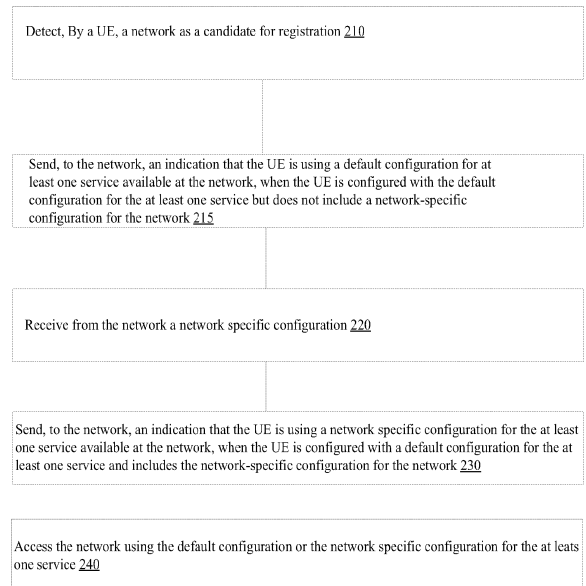 Detect, By a UE, a network as a candidate for registration 210
Send, to the network, an indication that the UE is using a default configuration for at
least one service available at the network, when the UE is configured with the default
configuration for the at least one service but does not include a network-specific
configuration for the network 215
Receive from the network a network specific configuration 220
Send, to the network, an indication that the UE is using a network specific configuration for the at least
one service available at the network, when the UE is configured with a default configuration for the at
least one service and includes the network-specific configuration for the network 230
Access the network using the default configuration or the network specific configuration for the at leats
one service 240